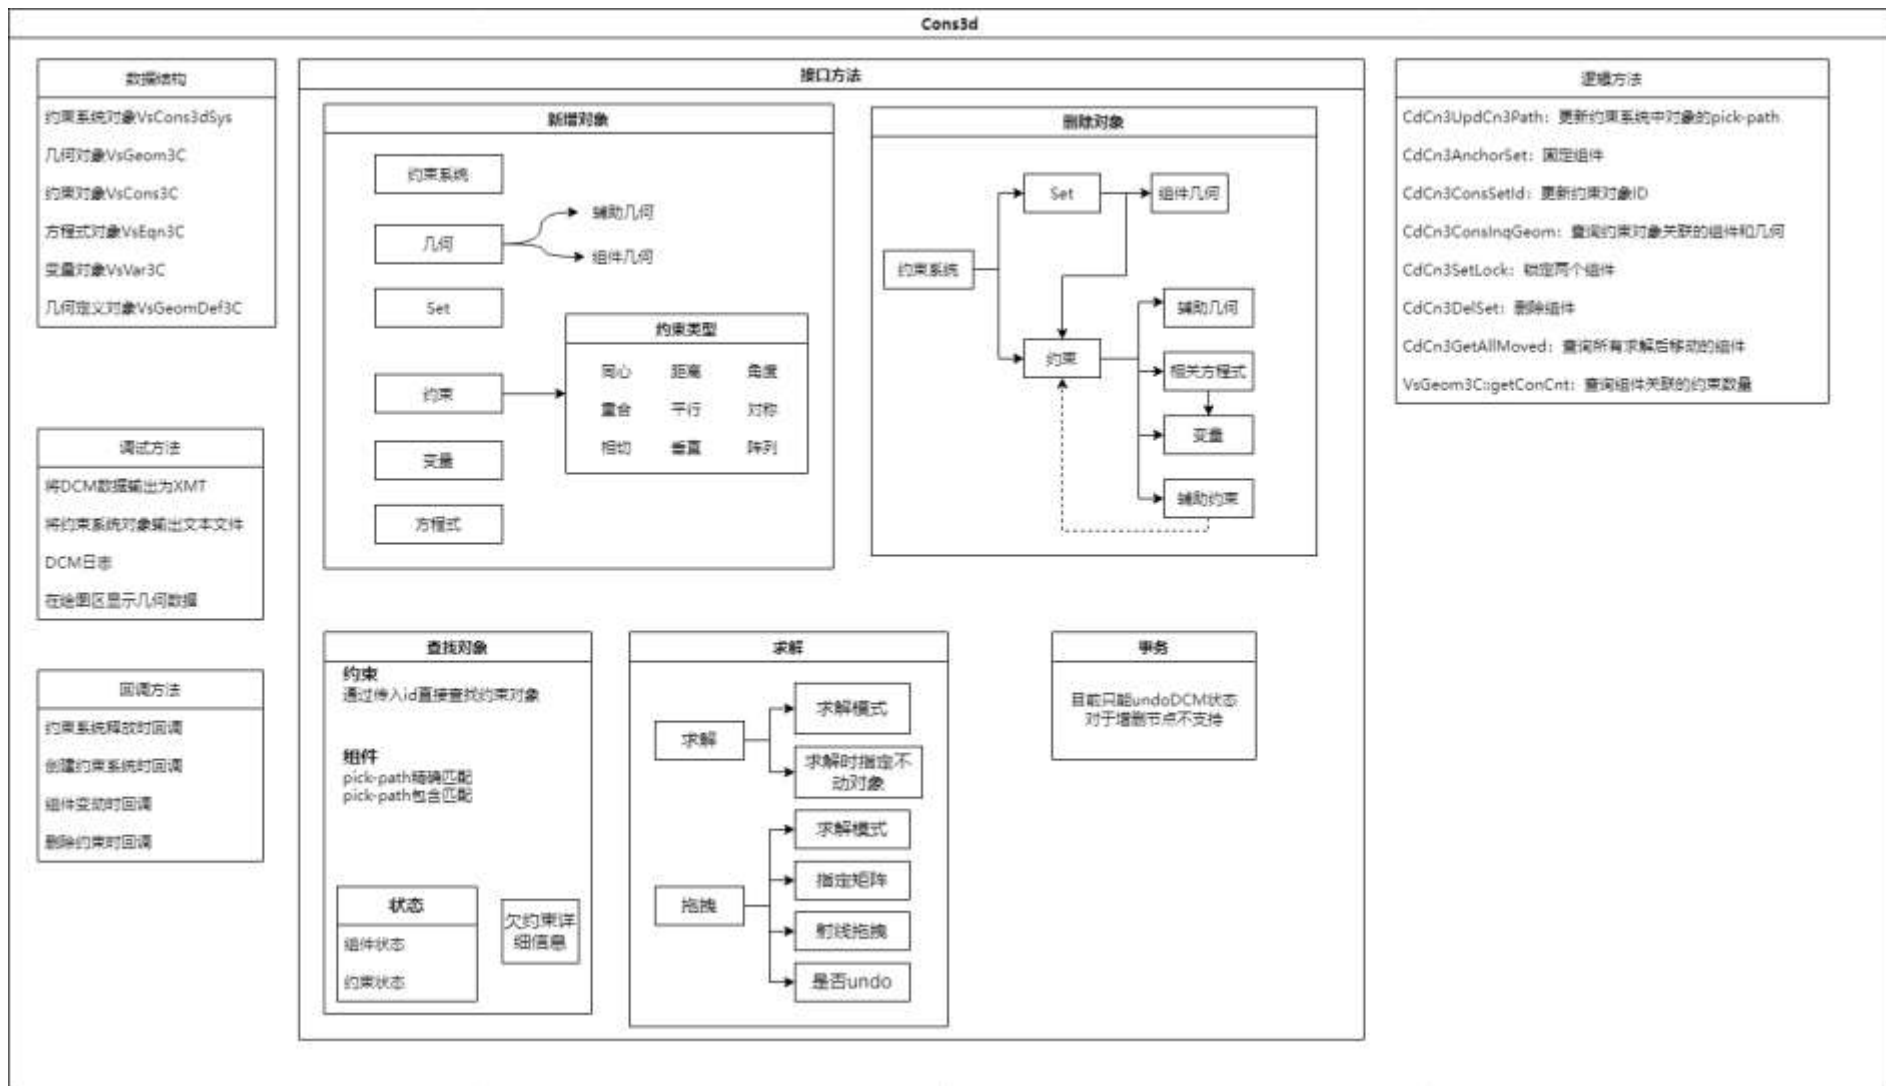 Cons3d
数据结构
约束系统对象VsCons3dSys
几何对象VsGeom3C
约束对象VsCons3C
方程式对象VsEqn3C
变量对象VsVar3C
几何定义对象VsGeomDef3C
调试方法
将DCM数据输出为XMT
将约束系统对象输出文本文件
DCM日志
在绘图区显示几何数据
回调方法
约束系统释放时回调
创建约束系统时回调
组件变动时回调
删除约束时回调
接口方法
新增对象
约束系统
几何
辅助几何
组件几何
Set
约束
约束类型
同心 距离 角度
重合 平行 对称
相切 垂直 阵列
变量
方程式
删除对象
约束系统
Set
组件几何
约束
辅助几何
相关方程式
变量
辅助约束
查找对象
约束
通过传入id直接查找约束对象
组件
pick-path精确匹配
pick-path包含匹配
状态
组件状态
约束状态
欠约束详
细信息
求解
求解
求解模式
求解时指定不
动对象
拖拽
求解模式
指定矩阵
射线拖拽
是否undo
事务
目前只能undoDCM状态
对于增删节点不支持
逻辑方法
CdCn3UpdCn3Path：更新约束系统中对象的pick-path
CdCn3AnchorSet：固定组件
CdCn3ConsSetId：更新约束对象ID
CdCn3ConsInqGeom：查询约束对象关联的组件和几何
CdCn3SetLock：锁定两个组件
CdCn3DelSet：删除组件
CdCn3GetAllMoved：查询所有求解后移动的组件
VsGeom3C::getConCnt：查询组件关联的约束数量